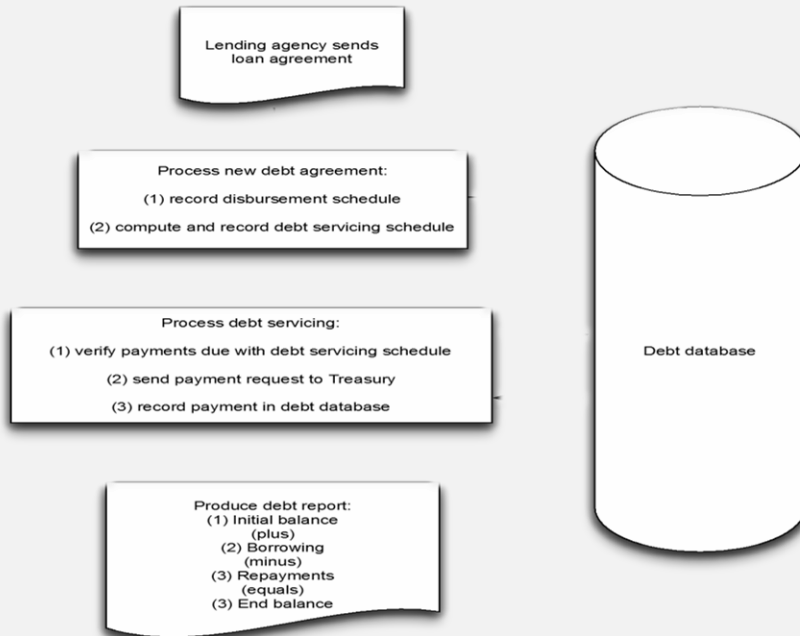 Lending agency sends
loan agreement
Process new debt agreement:
(1) record disbursement schedule
(2) compute and record debt servicing schedule
Process debt servicing:
(1) verify payments due with debt servicing schedule
(2) send payment request to Treasury
(3) record payment in debt database
Debt database
Produce debt report:
(1) Initial balance
(plus)
(2) Borrowing
(minus)
(3) Repayments
(equals)
(3) End balance